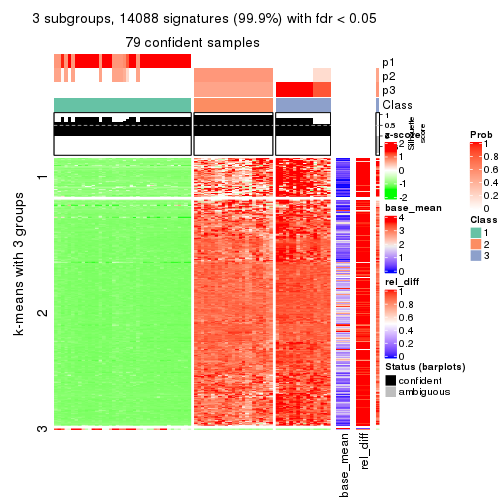 3 subgroups, 14088 signatures (99.9%) with fdr < 0.05
79 confident samples
p1
p2
p3
Class
1
0.5
0
Silhouette
score
z-score
2
1
0
-1
-2
base_mean
4
3
2
1
0
rel_diff
1
0.8
0.6
0.4
0.2
0
Status (barplots)
confident
ambiguous
Prob
1
0.8
0.6
0.4
0.2
0
Class
1
2
3
k-means with 3 groups
1
2
3
base_mean
rel_diff